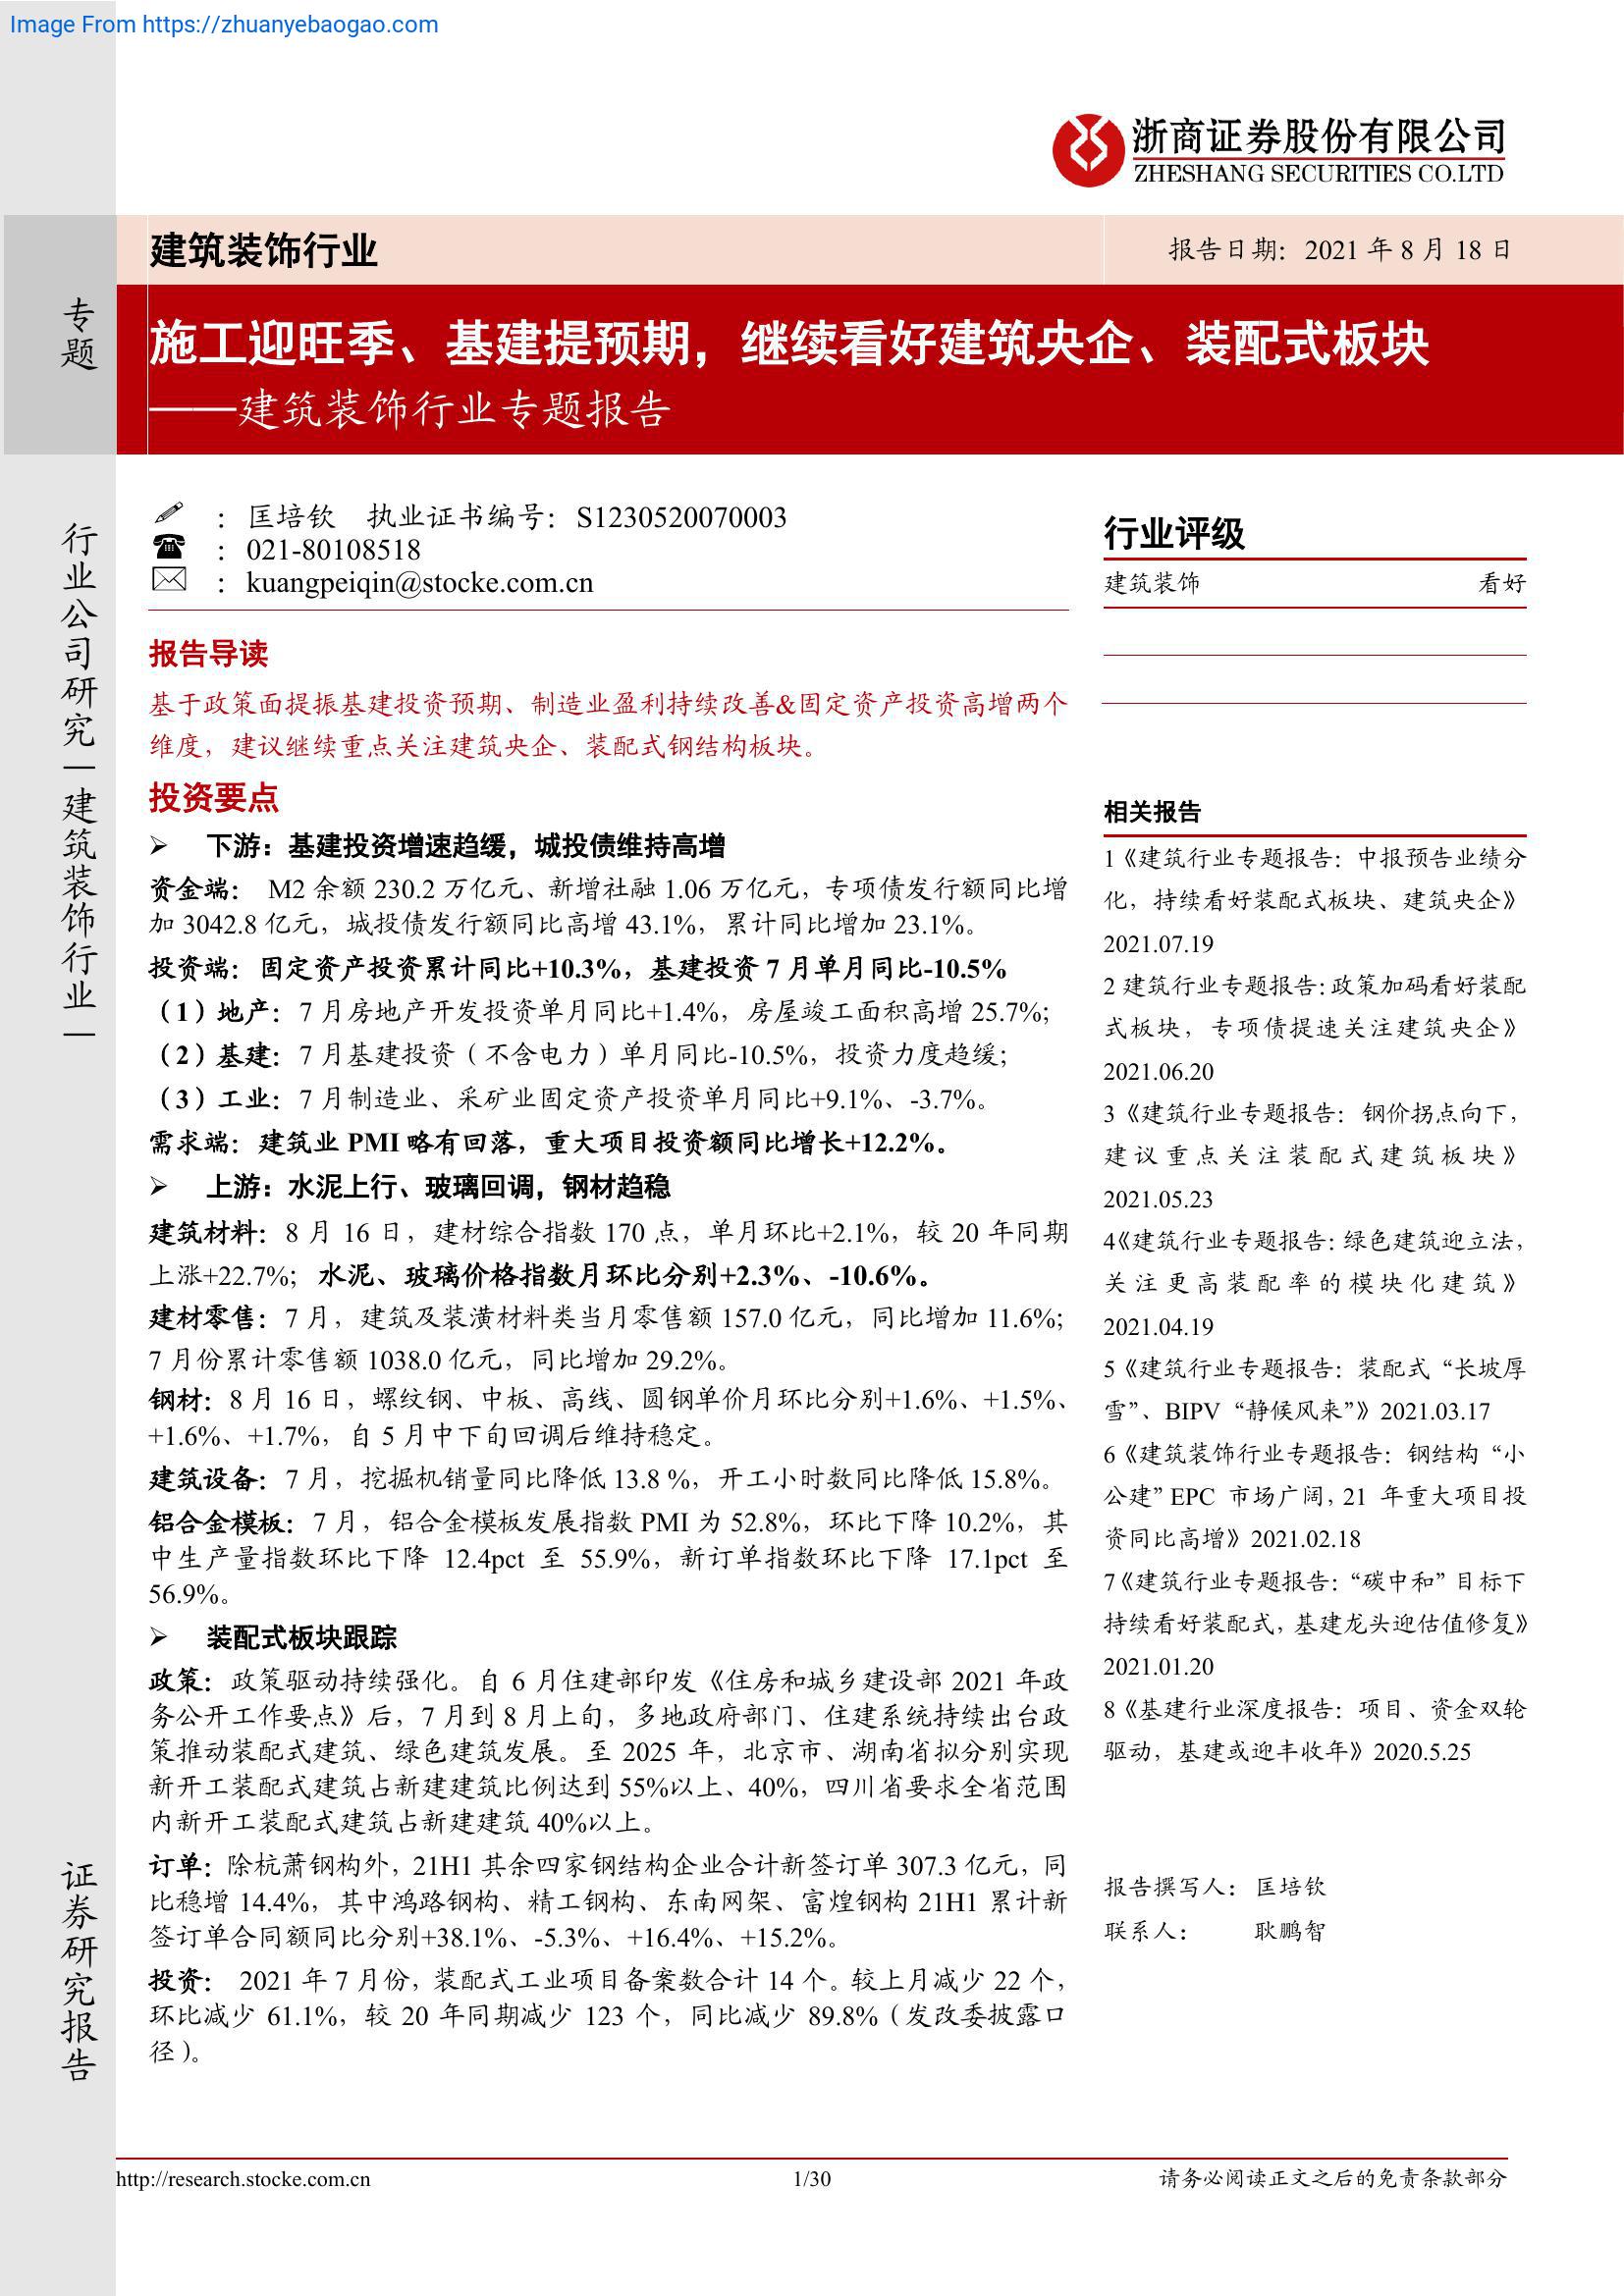 Image From https://zhuanyebaogao.com
浙商证券股份有限公司
ZHESHANG SECURITIES CO.LTD
建筑装饰行业
报告日期：2021 年 8 月 18 日
专题
施工迎旺季、基建提预期，继续看好建筑央企、装配式板块
——建筑装饰行业专题报告
行业公司研究|建筑装饰行业|
证券研究报告
：匡培钦 执业证书编号：S1230520070003
：021-80108518
：kuangpeiqin@stocke.com.cn
报告导读
基于政策面提振基建投资预期、制造业盈利持续改善&固定资产投资高增两个
维度，建议继续重点关注建筑央企、装配式钢结构板块。
投资要点
➢ 下游：基建投资增速趋缓，城投债维持高增
资金端： M2 余额 230.2 万亿元、新增社融 1.06 万亿元，专项债发行额同比增
加 3042.8 亿元，城投债发行额同比高增 43.1%，累计同比增加 23.1%。
投资端：固定资产投资累计同比+10.3%，基建投资 7 月单月同比-10.5%
（1）地产：7 月房地产开发投资单月同比+1.4%，房屋竣工面积高增 25.7%；
（2）基建：7 月基建投资（不含电力）单月同比-10.5%，投资力度趋缓；
（3）工业：7 月制造业、采矿业固定资产投资单月同比+9.1%、-3.7%。
需求端：建筑业 PMI 略有回落，重大项目投资额同比增长+12.2%。
➢ 上游：水泥上行、玻璃回调，钢材趋稳
建筑材料：8 月 16 日，建材综合指数 170 点，单月环比+2.1%，较 20 年同期
上涨+22.7%；水泥、玻璃价格指数月环比分别+2.3%、-10.6%。
建材零售：7 月，建筑及装潢材料类当月零售额 157.0 亿元，同比增加 11.6%；
7 月份累计零售额 1038.0 亿元，同比增加 29.2%。
钢材：8 月 16 日，螺纹钢、中板、高线、圆钢单价月环比分别+1.6%、+1.5%、
+1.6%、+1.7%，自 5 月中下旬回调后维持稳定。
建筑设备：7 月，挖掘机销量同比降低 13.8 %，开工小时数同比降低 15.8%。
铝合金模板：7 月，铝合金模板发展指数 PMI 为 52.8%，环比下降 10.2%，其
中生产量指数环比下降 12.4pct 至 55.9%，新订单指数环比下降 17.1pct 至
56.9%。
➢ 装配式板块跟踪
政策：政策驱动持续强化。自 6 月住建部印发《住房和城乡建设部 2021 年政
务公开工作要点》后，7 月到 8 月上旬，多地政府部门、住建系统持续出台政
策推动装配式建筑、绿色建筑发展。至 2025 年，北京市、湖南省拟分别实现
新开工装配式建筑占新建建筑比例达到 55%以上、40%，四川省要求全省范围
内新开工装配式建筑占新建建筑 40%以上。
订单：除杭萧钢构外，21H1 其余四家钢结构企业合计新签订单 307.3 亿元，同
比稳增 14.4%，其中鸿路钢构、精工钢构、东南网架、富煌钢构 21H1 累计新
签订单合同额同比分别+38.1%、-5.3%、+16.4%、+15.2%。
投资： 2021 年 7 月份，装配式工业项目备案数合计 14 个。较上月减少 22 个，
环比减少 61.1%，较 20 年同期减少 123 个，同比减少 89.8%（发改委披露口
径）。
行业评级
建筑装饰 看好
相关报告
1《建筑行业专题报告：中报预告业绩分
化，持续看好装配式板块、建筑央企》
2021.07.19
2 建筑行业专题报告：政策加码看好装配
式板块，专项债提速关注建筑央企》
2021.06.20
3《建筑行业专题报告：钢价拐点向下，
建议重点关注装配式建筑板块》
2021.05.23
4《建筑行业专题报告：绿色建筑迎立法，
关注更高装配率的模块化建筑》
2021.04.19
5《建筑行业专题报告：装配式“长坡厚
雪”、BIPV“静候风来”》2021.03.17
6《建筑装饰行业专题报告：钢结构“小
公建”EPC 市场广阔，21 年重大项目投
资同比高增》2021.02.18
7《建筑行业专题报告：“碳中和”目标下
持续看好装配式，基建龙头迎估值修复》
2021.01.20
8《基建行业深度报告：项目、资金双轮
驱动，基建或迎丰收年》2020.5.25
报告撰写人：匡培钦
联系人： 耿鹏智
http://research.stocke.com.cn
1/30
请务必阅读正文之后的免责条款部分